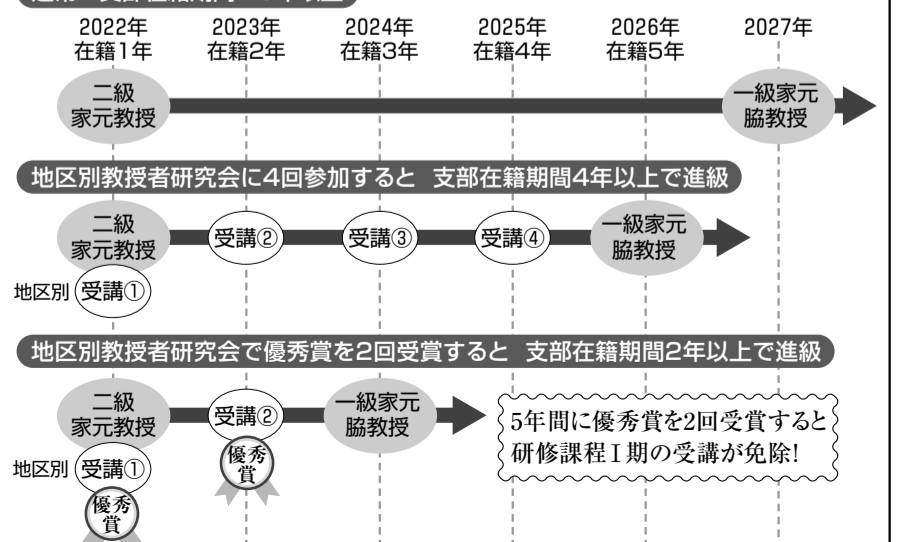 2022年 2023年 2024年 2025年 2026年 2027年
在籍1年 在籍2年 在籍3年 在籍4年 在籍5年
二級
家元教授
一級家元
脇教授
地区別教授者研究会に4回参加すると 支部在籍期間4年以上で進級
二級
家元教授
受講② 受講③ 受講④
一級家元
脇教授
地区別 受講①
地区別教授者研究会で優秀賞を2回受賞すると 支部在籍期間2年以上で進級
二級
家元教授
受講②
一級家元
脇教授
優秀
賞
地区別 受講①
優秀
賞
5年間に優秀賞を2回受賞すると
研修課程Ⅰ期の受講が免除!